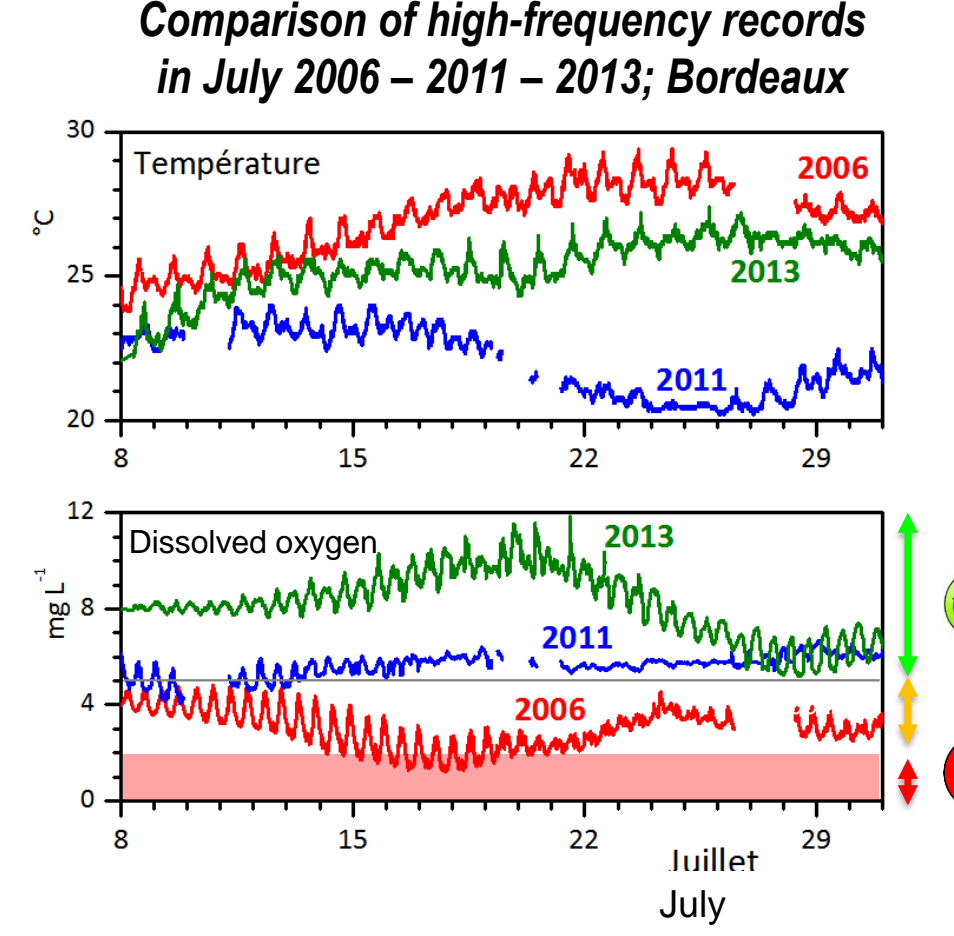 Comparison of high-frequency records
in July 2006 – 2011 – 2013; Bordeaux
30
Température
2006
°C
25
2013
2011
20
8 15 22 29
12
Dissolved oxygen
2013
mg L⁻¹
8
2011
4
2006
0
8 15 22 29
Juillet
July